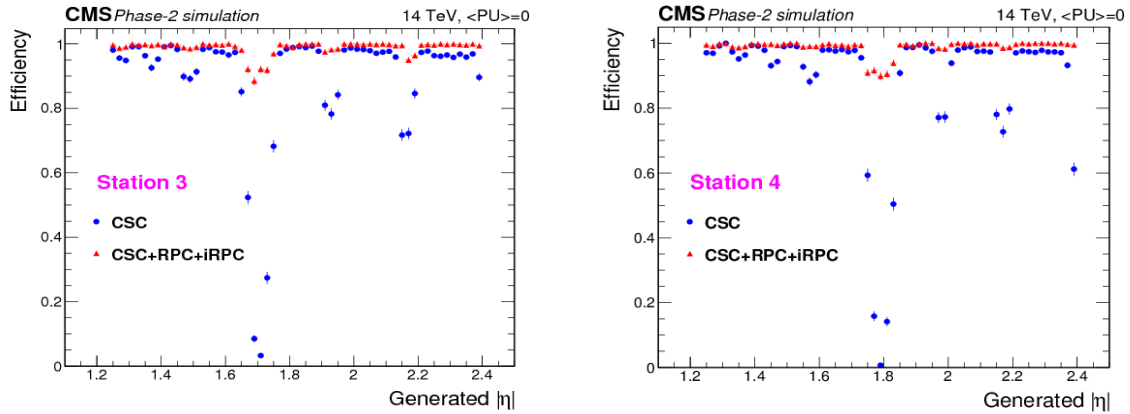 CMS Phase-2 simulation 14 TeV, <PU>=0
Efficiency
1
0.8
0.6
0.4
0.2
0
Station 3
CSC
CSC+RPC+iRPC
1.2 1.4 1.6 1.8 2 2.2 2.4
Generated |η|
CMS Phase-2 simulation 14 TeV, <PU>=0
Efficiency
1
0.8
0.6
0.4
0.2
0
Station 4
CSC
CSC+RPC+iRPC
1.2 1.4 1.6 1.8 2 2.2 2.4
Generated |η|